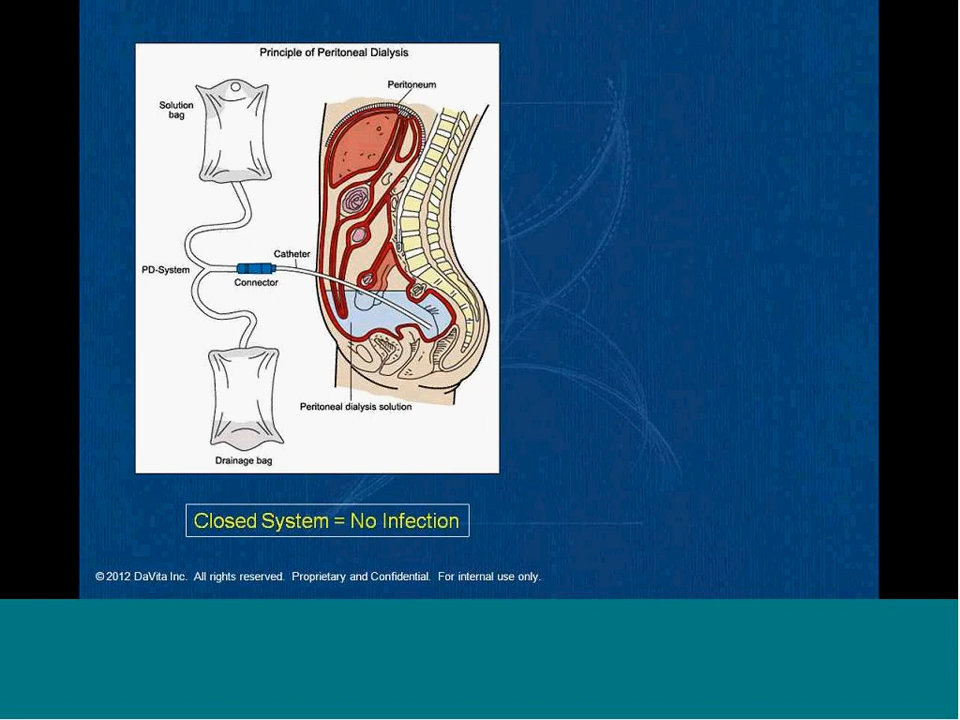 Principle of Peritoneal Dialysis
Peritoneum
Solution
bag
Catheter
PD-System
Connector
Peritoneal dialysis solution
Drainage bag
Closed System = No Infection
© 2012 DaVita Inc. All rights reserved. Proprietary and Confidential. For internal use only.